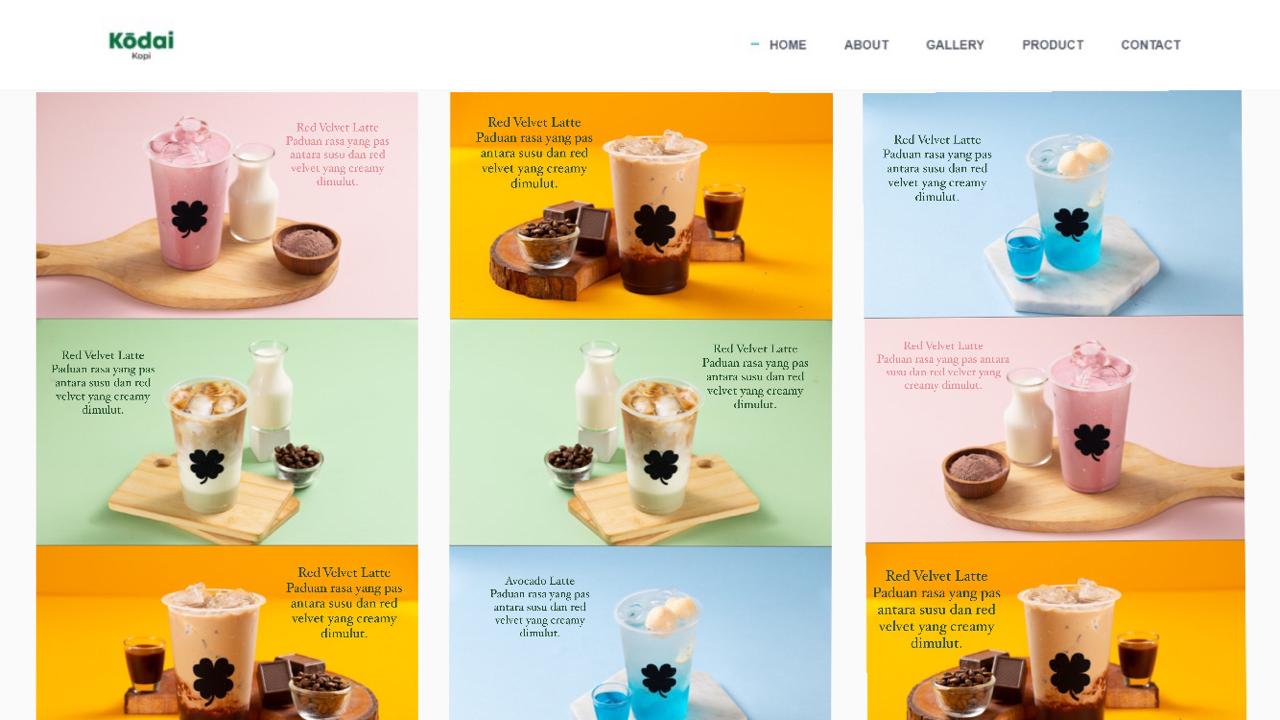 Kōdai
Kopi
HOME ABOUT GALLERY PRODUCT CONTACT
Red Velvet Latte
Paduan rasa yang pas
antara susu dan red
velvet yang creamy
dimulut.
Red Velvet Latte
Paduan rasa yang pas
antara susu dan red
velvet yang creamy
dimulut.
Red Velvet Latte
Paduan rasa yang pas
antara susu dan red
velvet yang creamy
dimulut.
Red Velvet Latte
Paduan rasa yang pas
antara susu dan red
velvet yang creamy
dimulut.
Red Velvet Latte
Paduan rasa yang pas
antara susu dan red
velvet yang creamy
dimulut.
Red Velvet Latte
Paduan rasa yang pas antara
susu dan red velvet yang
creamy dimulut.
Red Velvet Latte
Paduan rasa yang pas
antara susu dan red
velvet yang creamy
dimulut.
Avocado Latte
Paduan rasa yang pas
antara susu dan red
velvet yang creamy
dimulut.
Red Velvet Latte
Paduan rasa yang pas
antara susu dan red
velvet yang creamy
dimulut.